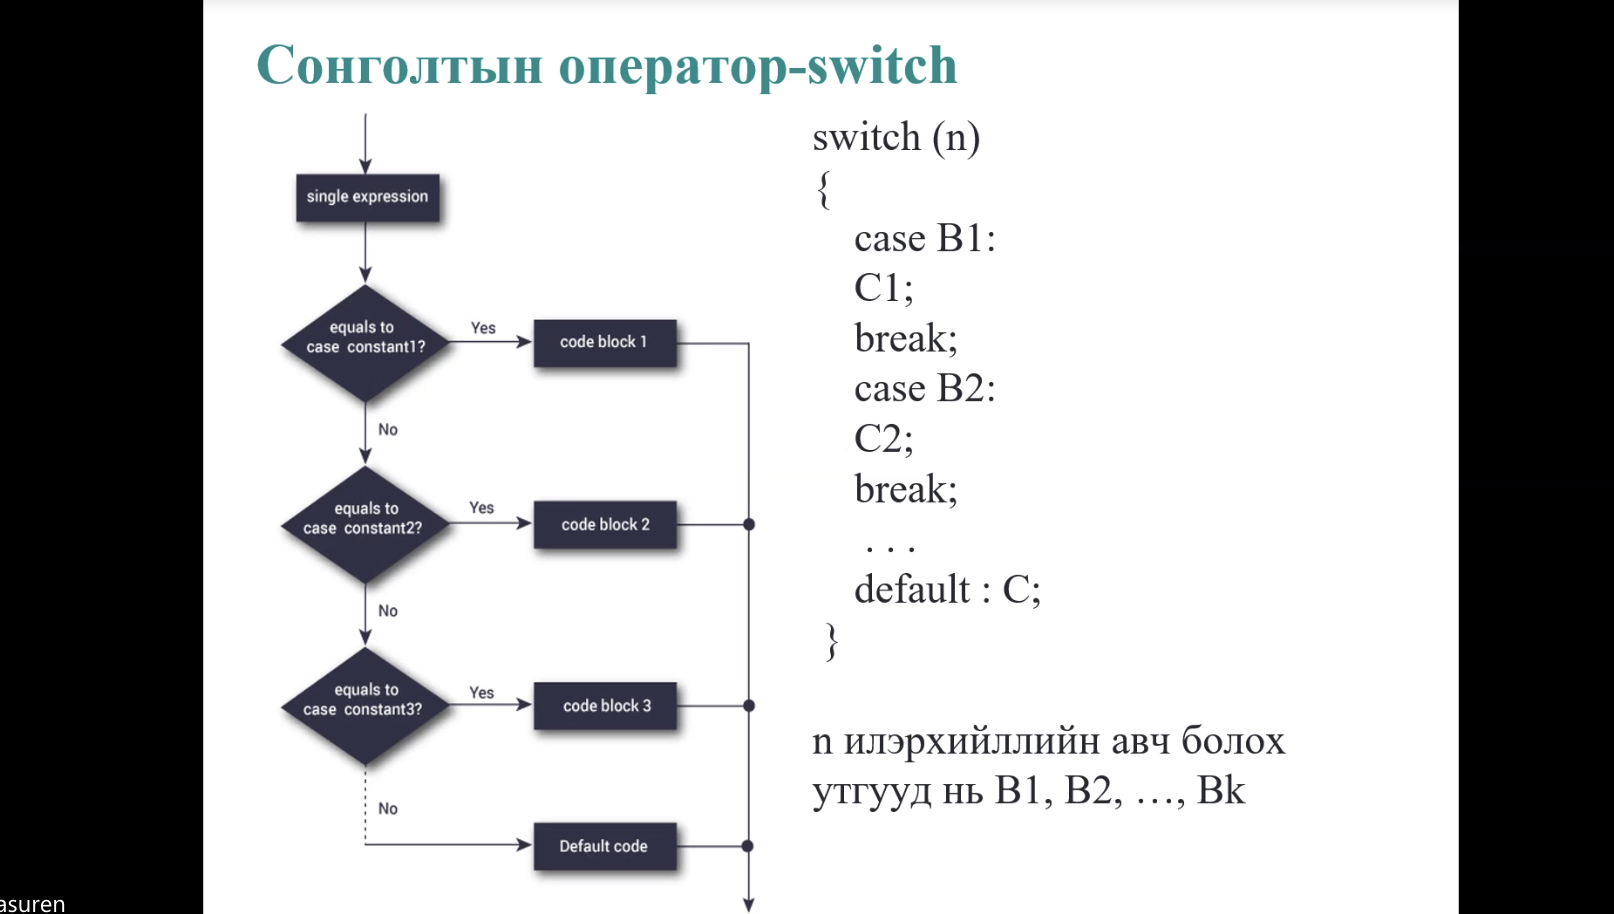 Сонголтын оператор-switch
single expression
equals to
case constant1?
Yes
code block 1
No
equals to
case constant2?
Yes
code block 2
No
equals to
case constant3?
Yes
code block 3
No
Default code
switch (n)
{
case B1:
C1;
break;
case B2:
C2;
break;
. . .
default : C;
}
n илэрхийллийн авч болох
утгууд нь B1, B2, …, Bk
asuren